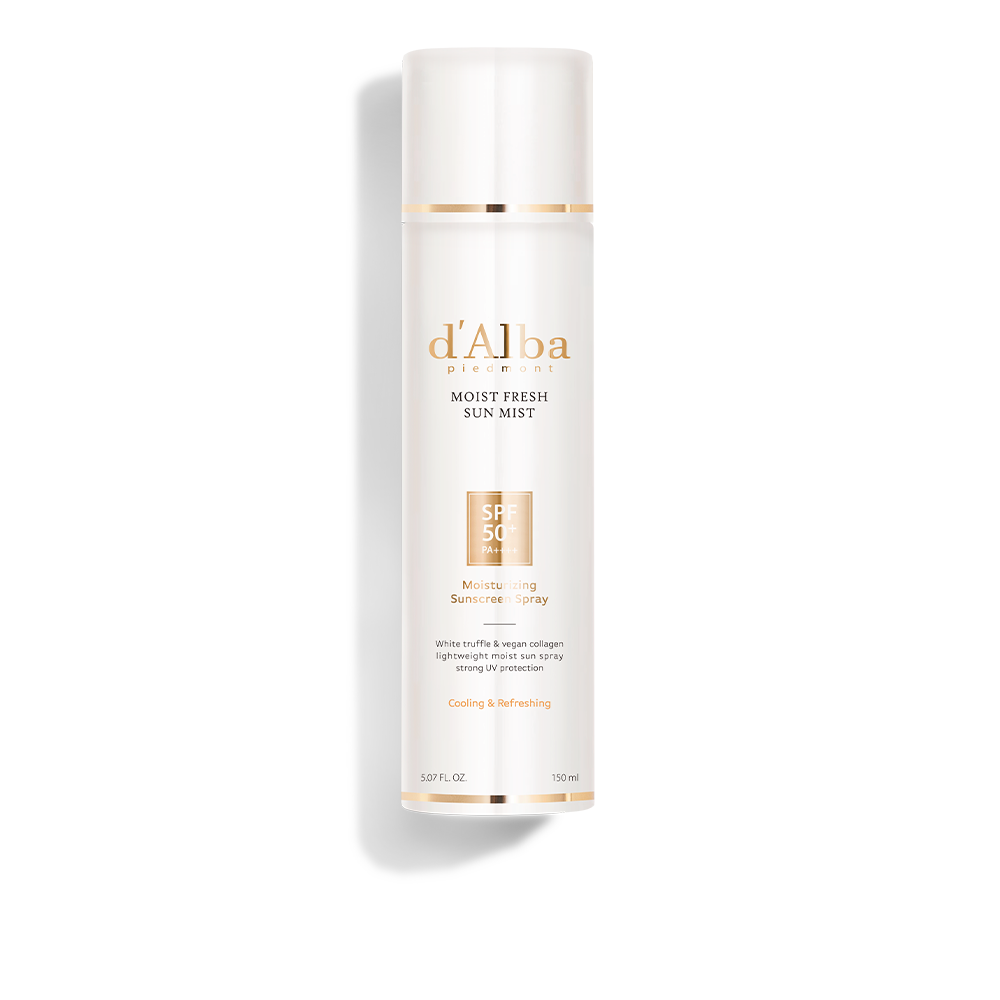 d'Alba
piedmont
MOIST FRESH
SUN MIST
SPF
50+
PA++++
Moisturizing
Sunscreen Spray
White truffle & vegan collagen
lightweight moist sun spray
strong UV protection
Cooling & Refreshing
5.07 FL. OZ. 150 ml